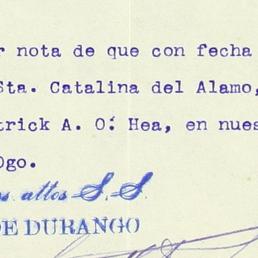 r nota de que con fecha
Sta. Catalina del Alamo,
trick A. O´. Hea, en nues
Dgo.
s attos S. S.
DE DURANGO